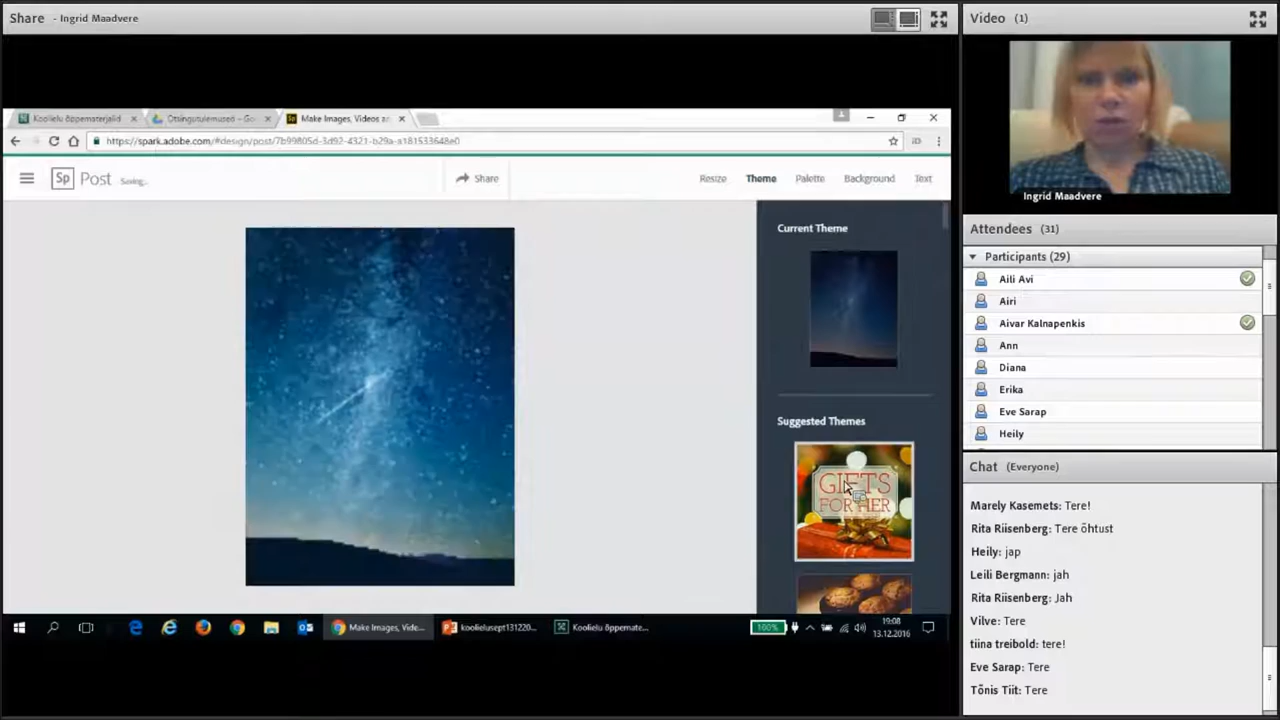 Share - Ingrid Maadvere
Video (1)
Koolielu õppematerjalid
Otsingutulemused – Go
Make Images, Videos a
https://spark.adobe.com/#design/post/7b99805d-3d92-4321-b29a-a181533648e0
Sp Post Saving..
Share
Resize Theme Palette Background Text
Current Theme
Suggested Themes
GIFTS
FOR HER
Make Images, Vide...
koolielusept131220...
Koolielu õppemate...
100%
19:08
13.12.2016
Ingrid Maadvere
Attendees (31)
Participants (29)
Aili Avi
Airi
Aivar Kalnapenkis
Ann
Diana
Erika
Eve Sarap
Heily
Chat (Everyone)
Marely Kasemets: Tere!
Rita Riisenberg: Tere õhtust
Heily: jap
Leili Bergmann: jah
Rita Riisenberg: Jah
Vilve: Tere
tiina treibold: tere!
Eve Sarap: Tere
Tõnis Tiit: Tere